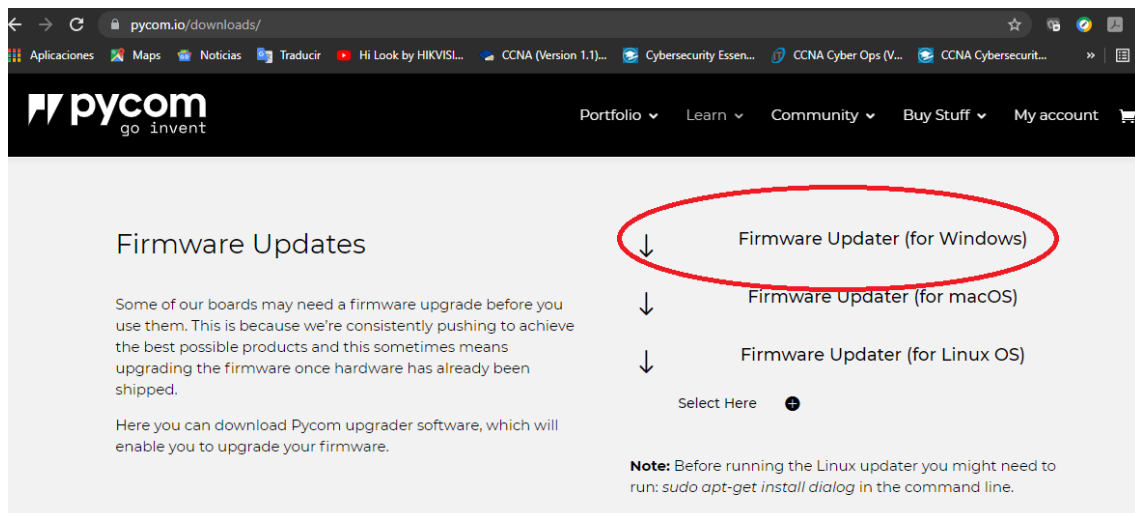 pycom.io/downloads/
Aplicaciones Maps Noticias Traducir Hi Look by HIKVISI... CCNA (Version 1.1)... Cybersecurity Essen... CCNA Cyber Ops (V... CCNA Cybersecurit... »
pycom
go invent
Portfolio Learn Community Buy Stuff My account
Firmware Updates
Some of our boards may need a firmware upgrade before you
use them. This is because we're consistently pushing to achieve
the best possible products and this sometimes means
upgrading the firmware once hardware has already been
shipped.
Here you can download Pycom upgrader software, which will
enable you to upgrade your firmware.
Firmware Updater (for Windows)
Firmware Updater (for macOS)
Firmware Updater (for Linux OS)
Select Here
Note: Before running the Linux updater you might need to
run: sudo apt-get install dialog in the command line.